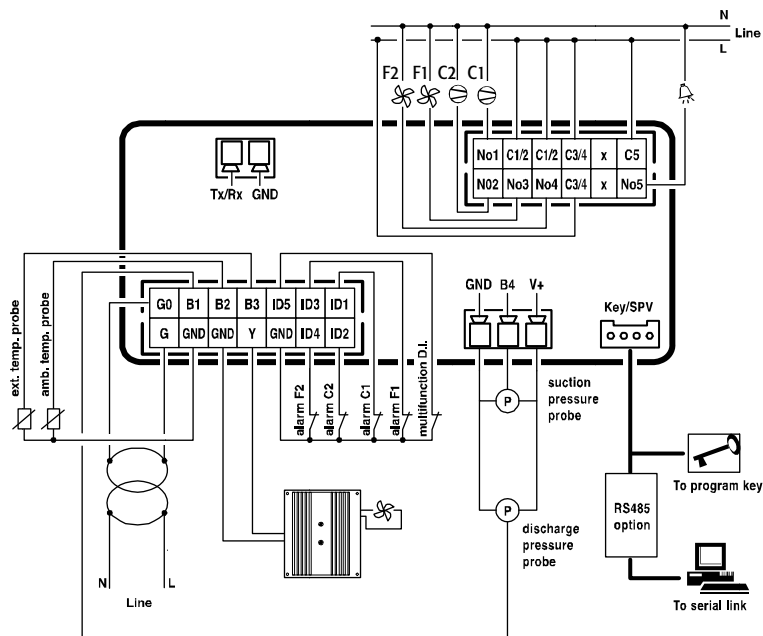 N
Line
L
F2 F1 C2 C1
No1 C1/2 C1/2 C3/4 x C5
N02 No3 No4 C3/4 x No5
Tx/Rx GND
G0 B1 B2 B3 ID5 ID3 ID1
G GND GND Y GND ID4 ID2
GND B4 V+
Key/SPV
ext. temp. probe
amb. temp. probe
alarm F2
alarm C2
alarm C1
alarm F1
multifunction D.I.
P
suction
pressure
probe
P
discharge
pressure
probe
To program key
RS485
option
To serial link
N L
Line